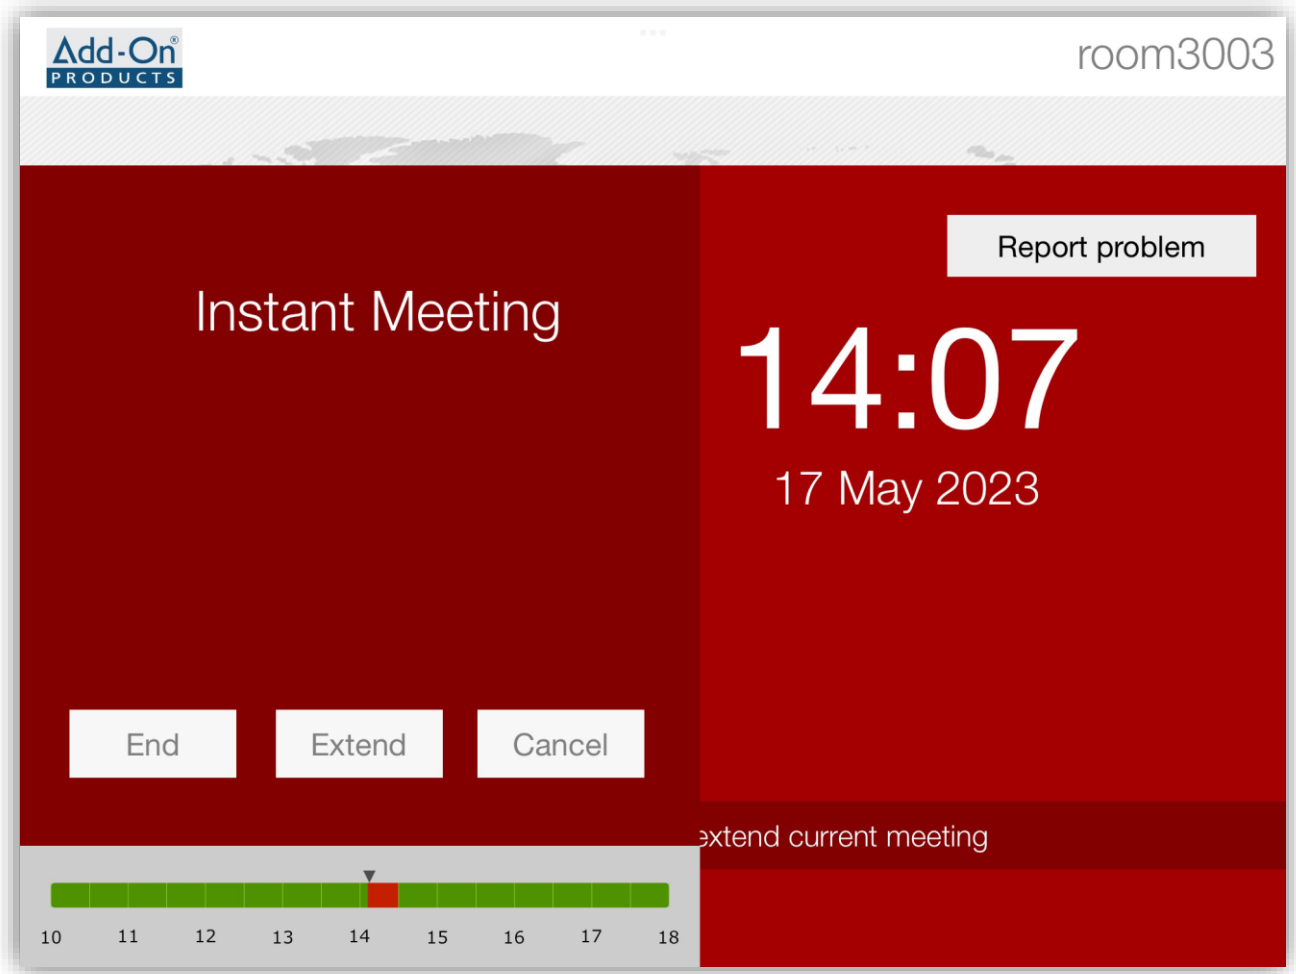 Add-On®
PRODUCTS
room3003
Report problem
Instant Meeting
14:07
17 May 2023
End Extend Cancel
extend current meeting
10 11 12 13 14 15 16 17 18